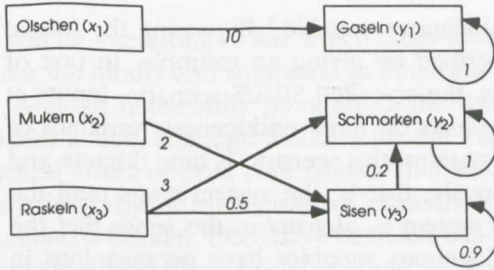 Olschen (x₁)
10
Gaseln (y₁)
1
Mukern (x₂)
Schmorken (y₂)
2
0.2
1
3
Raskeln (x₃)
0.5
Sisen (y₃)
0.9